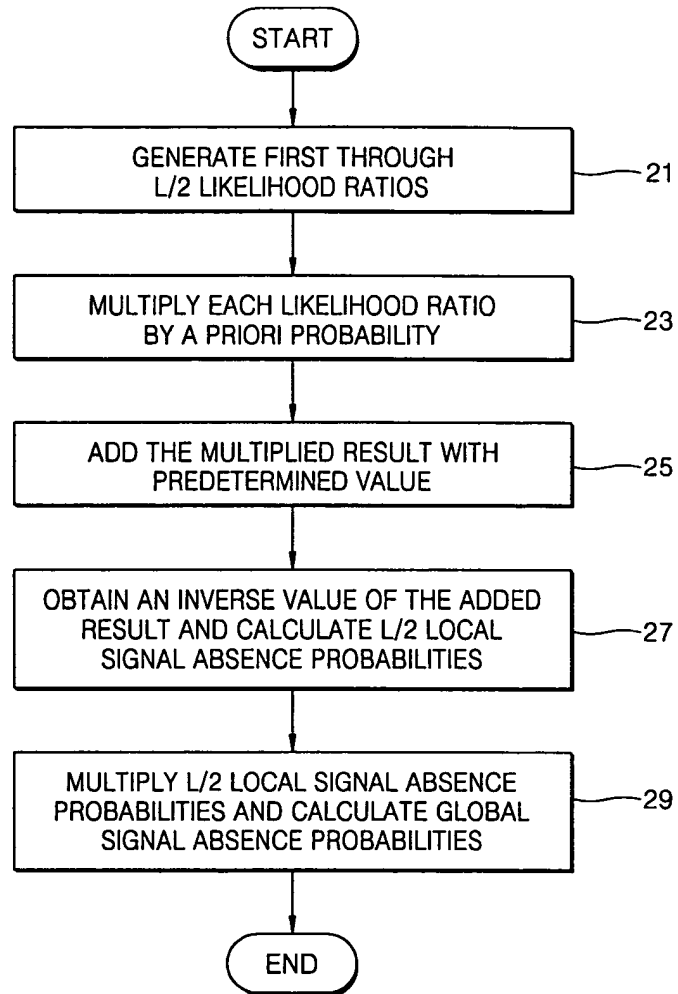 START
GENERATE FIRST THROUGH
L/2 LIKELIHOOD RATIOS
21
MULTIPLY EACH LIKELIHOOD RATIO
BY A PRIORI PROBABILITY
23
ADD THE MULTIPLIED RESULT WITH
PREDETERMINED VALUE
25
OBTAIN AN INVERSE VALUE OF THE ADDED
RESULT AND CALCULATE L/2 LOCAL
SIGNAL ABSENCE PROBABILITIES
27
MULTIPLY L/2 LOCAL SIGNAL ABSENCE
PROBABILITIES AND CALCULATE GLOBAL
SIGNAL ABSENCE PROBABILITIES
29
END